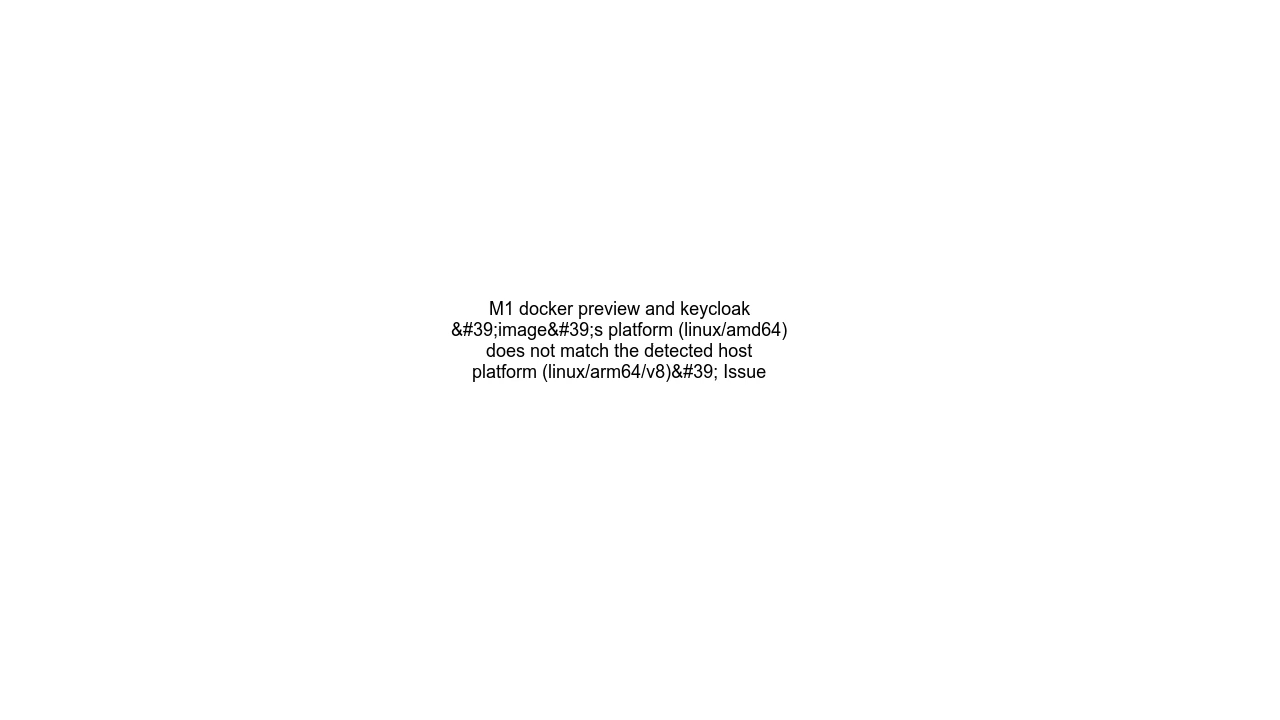 M1 docker preview and keycloak
&#39;image&#39;s platform (linux/amd64)
does not match the detected host
platform (linux/arm64/v8)&#39; Issue